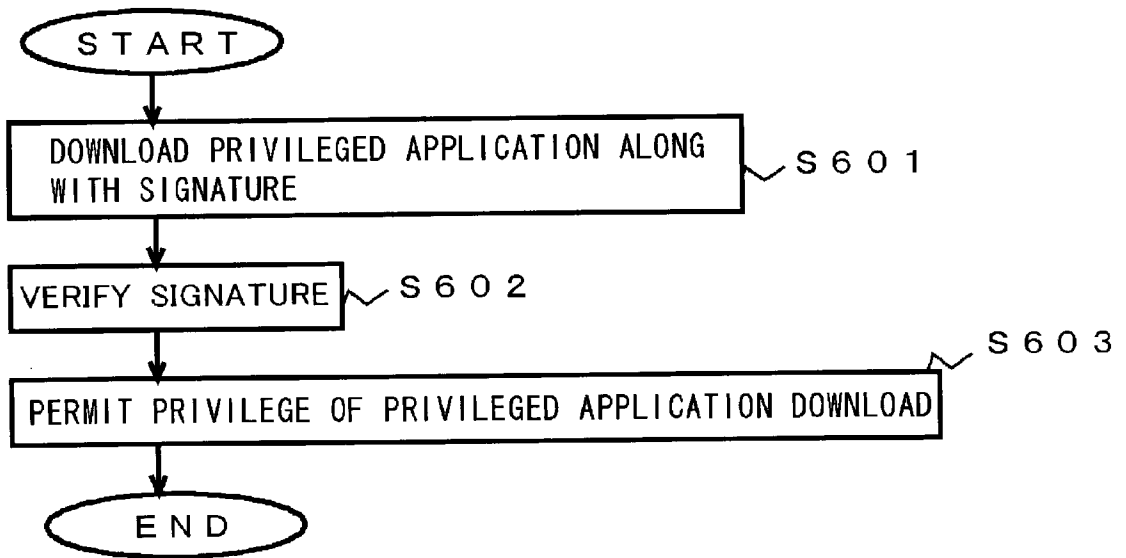 START
DOWNLOAD PRIVILEGED APPLICATION ALONG
WITH SIGNATURE
S601
VERIFY SIGNATURE
S602
S603
PERMIT PRIVILEGE OF PRIVILEGED APPLICATION DOWNLOAD
END